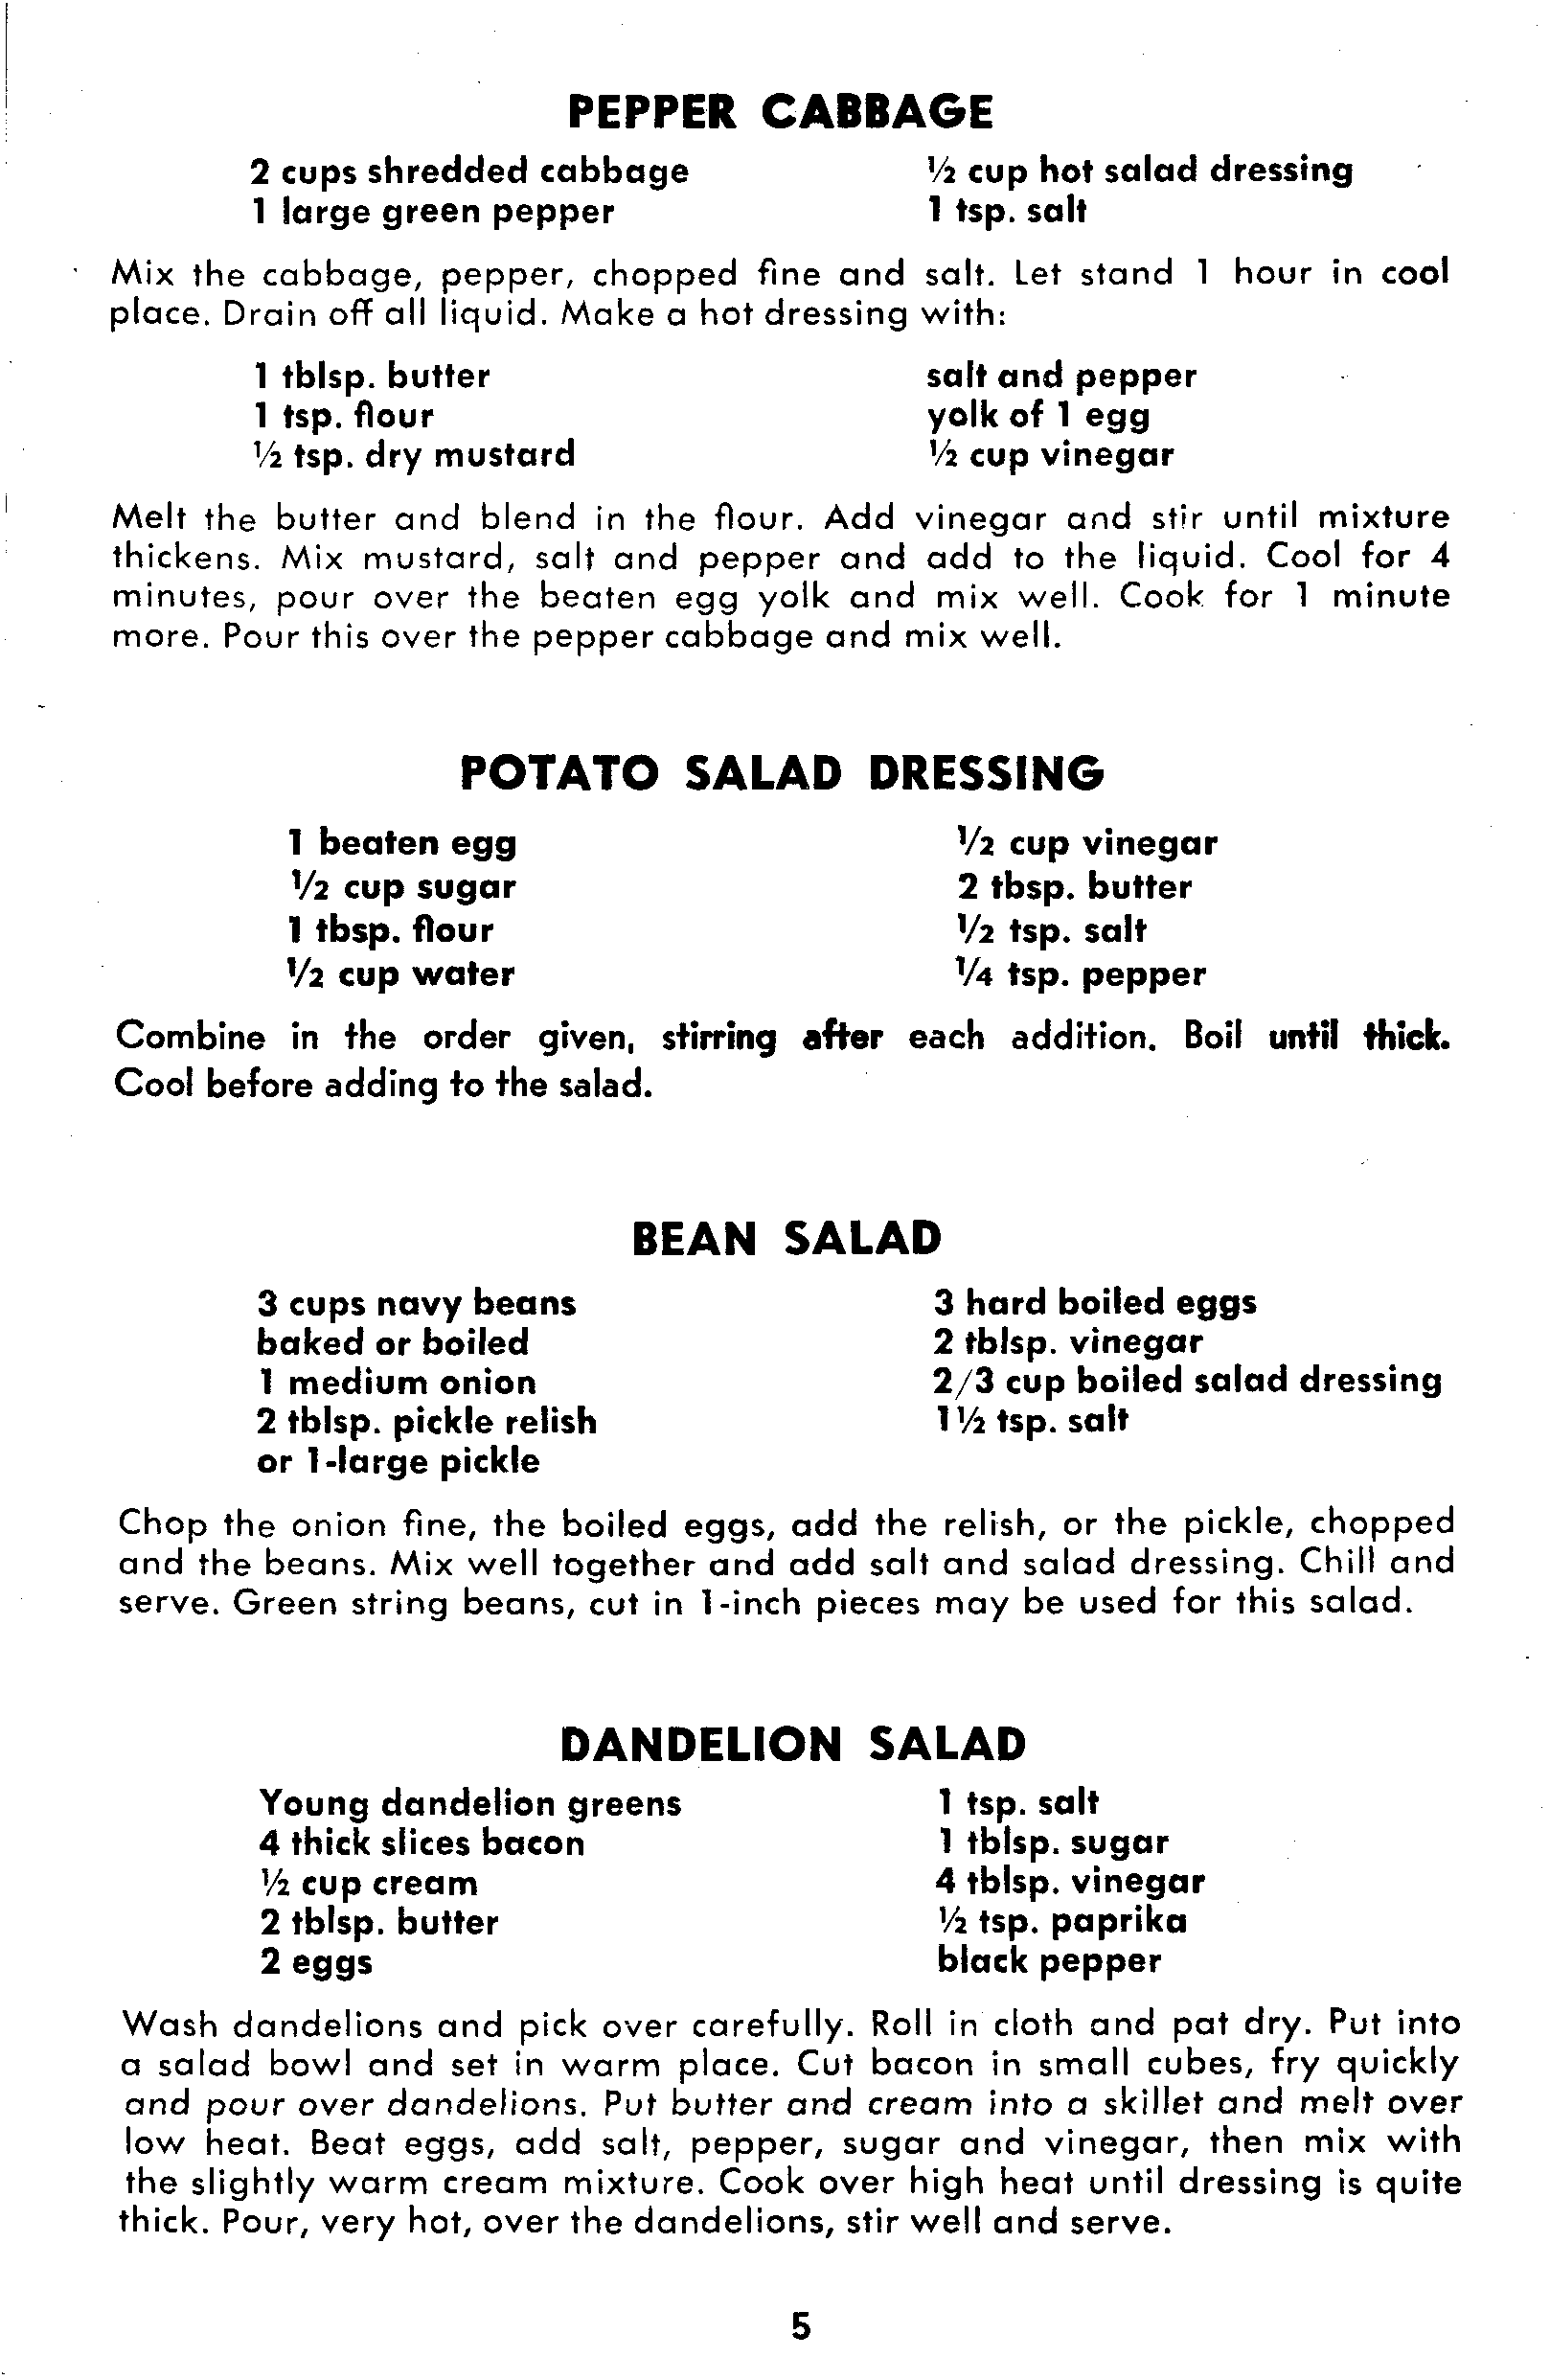 PEPPER CABBAGE
2 cups shredded cabbage
1 large green pepper
½ cup hot salad dressing
1 tsp. salt
Mix the cabbage, pepper, chopped fine and salt. Let stand 1 hour in cool
place. Drain off all liquid. Make a hot dressing with:
1 tblsp. butter
1 tsp. flour
½ tsp. dry mustard
salt and pepper
yolk of 1 egg
½ cup vinegar
Melt the butter and blend in the flour. Add vinegar and stir until mixture
thickens. Mix mustard, salt and pepper and add to the liquid. Cool for 4
minutes, pour over the beaten egg yolk and mix well. Cook for 1 minute
more. Pour this over the pepper cabbage and mix well.
POTATO SALAD DRESSING
1 beaten egg
½ cup sugar
1 tbsp. flour
½ cup water
½ cup vinegar
2 tbsp. butter
½ tsp. salt
¼ tsp. pepper
Combine in the order given, stirring after each addition. Boil until thick.
Cool before adding to the salad.
BEAN SALAD
3 cups navy beans
baked or boiled
1 medium onion
2 tblsp. pickle relish
or 1-large pickle
3 hard boiled eggs
2 tblsp. vinegar
2/3 cup boiled salad dressing
1½ tsp. salt
Chop the onion fine, the boiled eggs, add the relish, or the pickle, chopped
and the beans. Mix well together and add salt and salad dressing. Chill and
serve. Green string beans, cut in 1-inch pieces may be used for this salad.
DANDELION SALAD
Young dandelion greens
4 thick slices bacon
½ cup cream
2 tblsp. butter
2 eggs
1 tsp. salt
1 tblsp. sugar
4 tblsp. vinegar
½ tsp. paprika
black pepper
Wash dandelions and pick over carefully. Roll in cloth and pat dry. Put into
a salad bowl and set in warm place. Cut bacon in small cubes, fry quickly
and pour over dandelions. Put butter and cream into a skillet and melt over
low heat. Beat eggs, add salt, pepper, sugar and vinegar, then mix with
the slightly warm cream mixture. Cook over high heat until dressing is quite
thick. Pour, very hot, over the dandelions, stir well and serve.
5